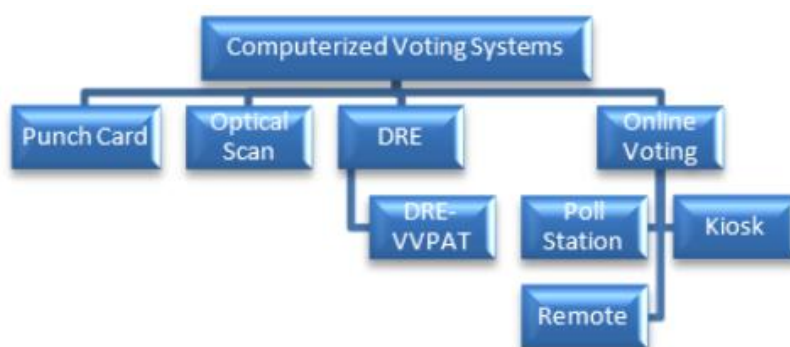 Computerized Voting Systems
Punch Card
Optical
Scan
DRE
Online
Voting
DRE-
VVPAT
Poll
Station
Kiosk
Remote